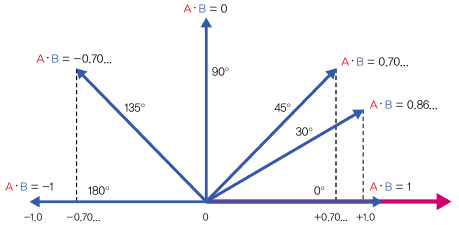 A · B = 0
A · B = −0.70...
A · B = 0.70...
90°
135°
45°
A · B = 0.86...
30°
A · B = −1
180°
0°
A · B = 1
−1.0
−0.70...
0
+0.70...
+1.0